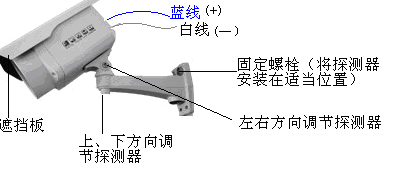 蓝线(+)
白线(—)
固定螺栓（将探测器
安装在适当位置）
左右方向调节探测器
遮挡板
上、下方向调
节探测器